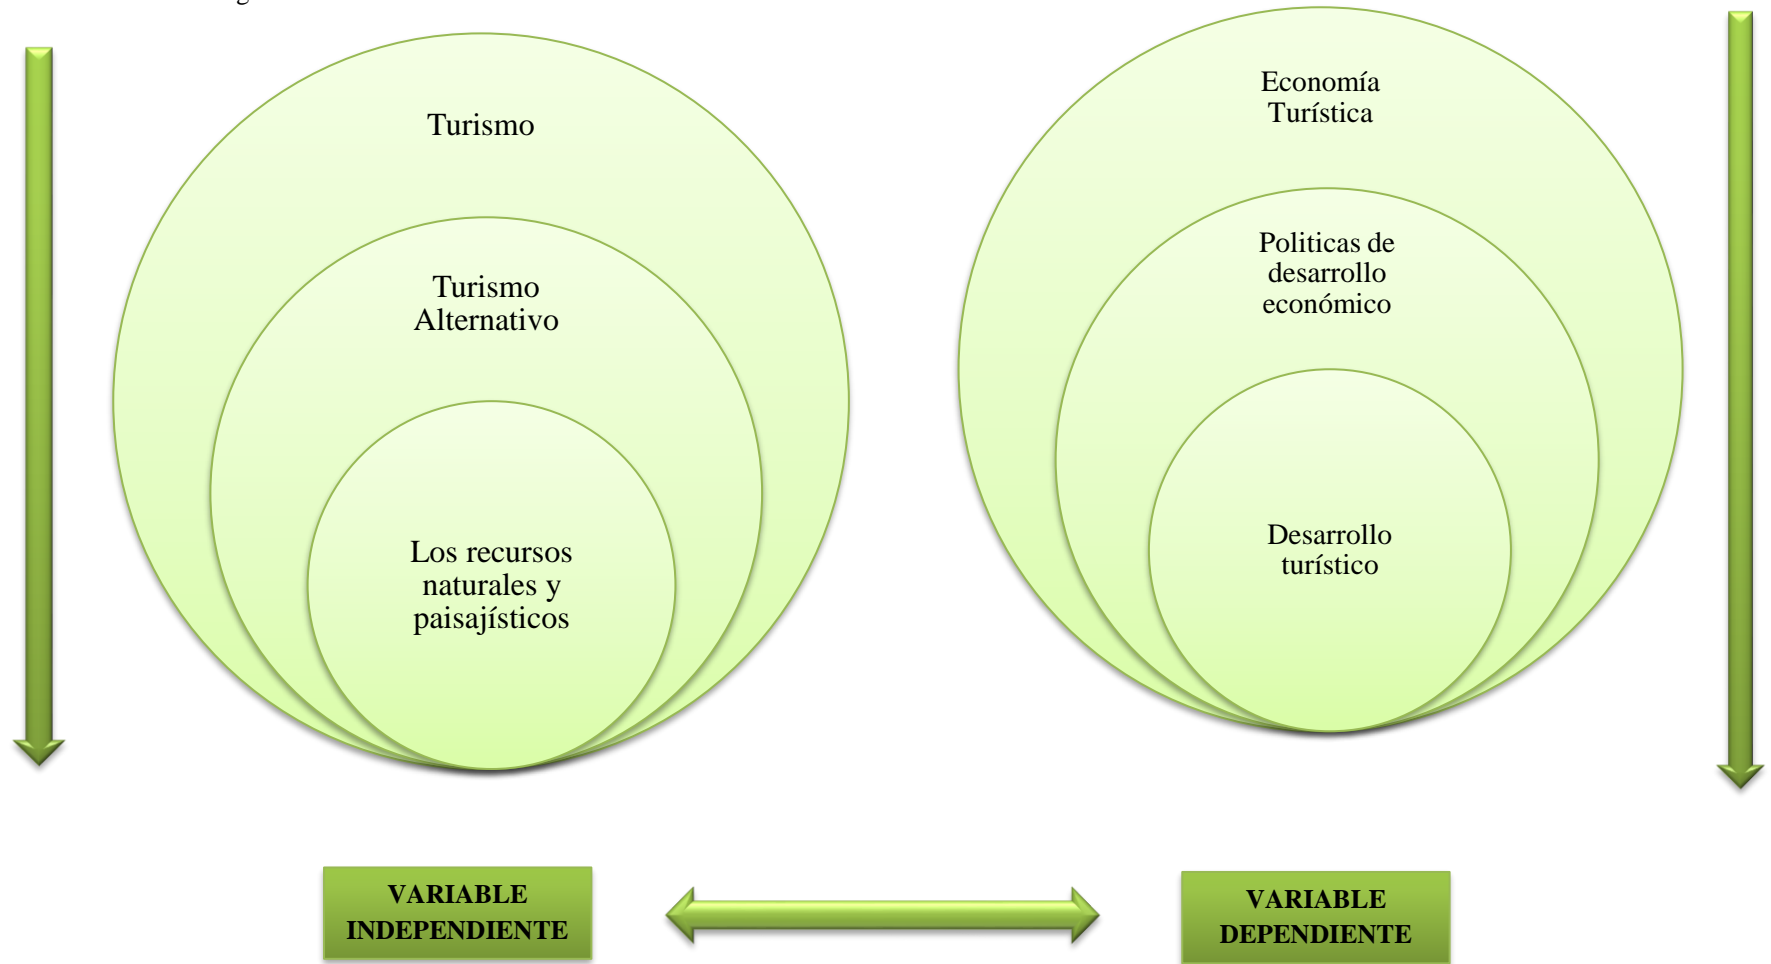 Turismo
Turismo
Alternativo
Los recursos
naturales y
paisajísticos
Economía
Turística
Politicas de
desarrollo
económico
Desarrollo
turístico
VARIABLE
INDEPENDIENTE
VARIABLE
DEPENDIENTE